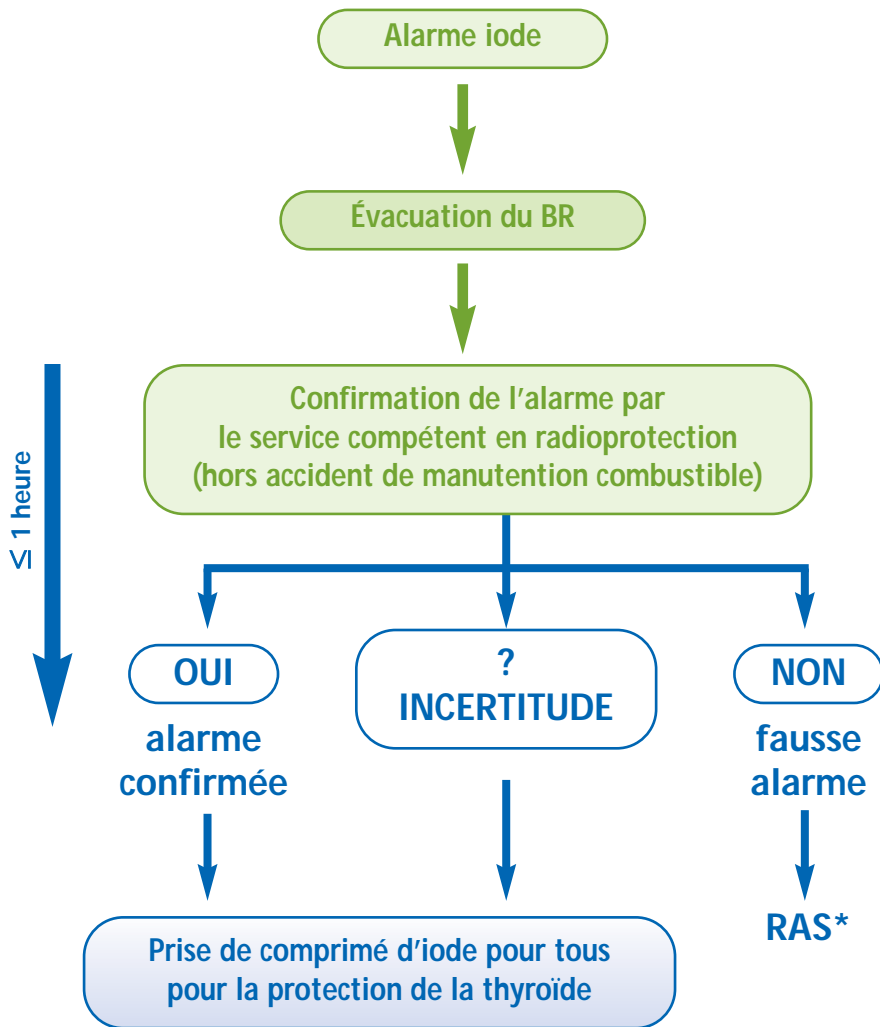 Alarme iode
Évacuation du BR
Confirmation de l'alarme par
le service compétent en radioprotection
(hors accident de manutention combustible)
≤ 1 heure
OUI
alarme
confirmée
?
INCERTITUDE
NON
fausse
alarme
RAS*
Prise de comprimé d'iode pour tous
pour la protection de la thyroïde